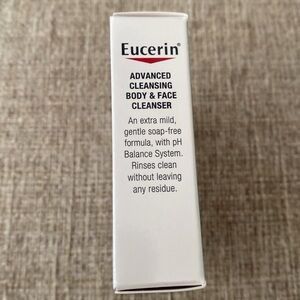 Eucerin®
ADVANCED
CLEANSING
BODY & FACE
CLEANSER
An extra mild,
gentle soap-free
formula, with pH
Balance System.
Rinses clean
without leaving
any residue.